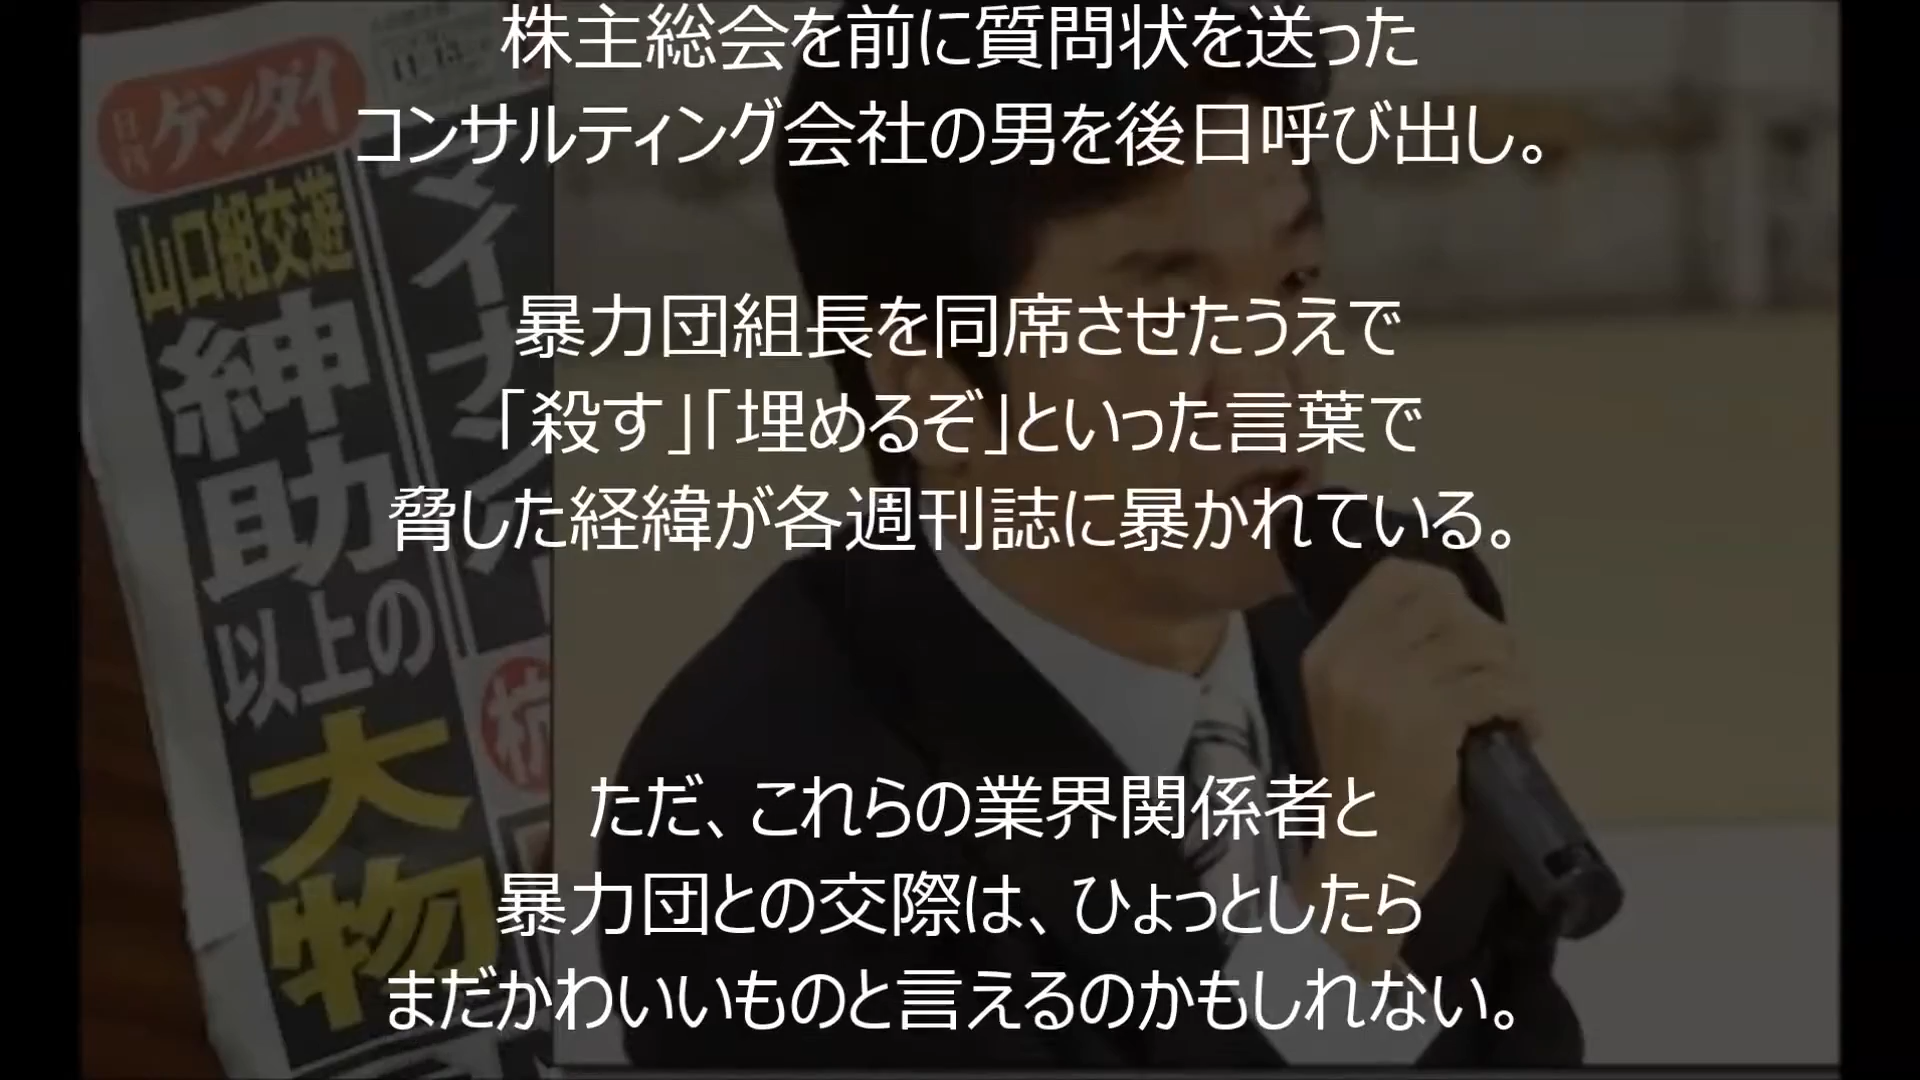 株主総会を前に質問状を送った
コンサルティング会社の男を後日呼び出し。
暴力団組長を同席させたうえで
「殺す」「埋めるぞ」といった言葉で
脅した経緯が各週刊誌に暴かれている。
ただ、これらの業界関係者と
暴力団との交際は、ひょっとしたら
まだかわいいものと言えるのかもしれない。
日刊ゲンダイ
マイナン
山口組交遊
紳助
以上の
大物